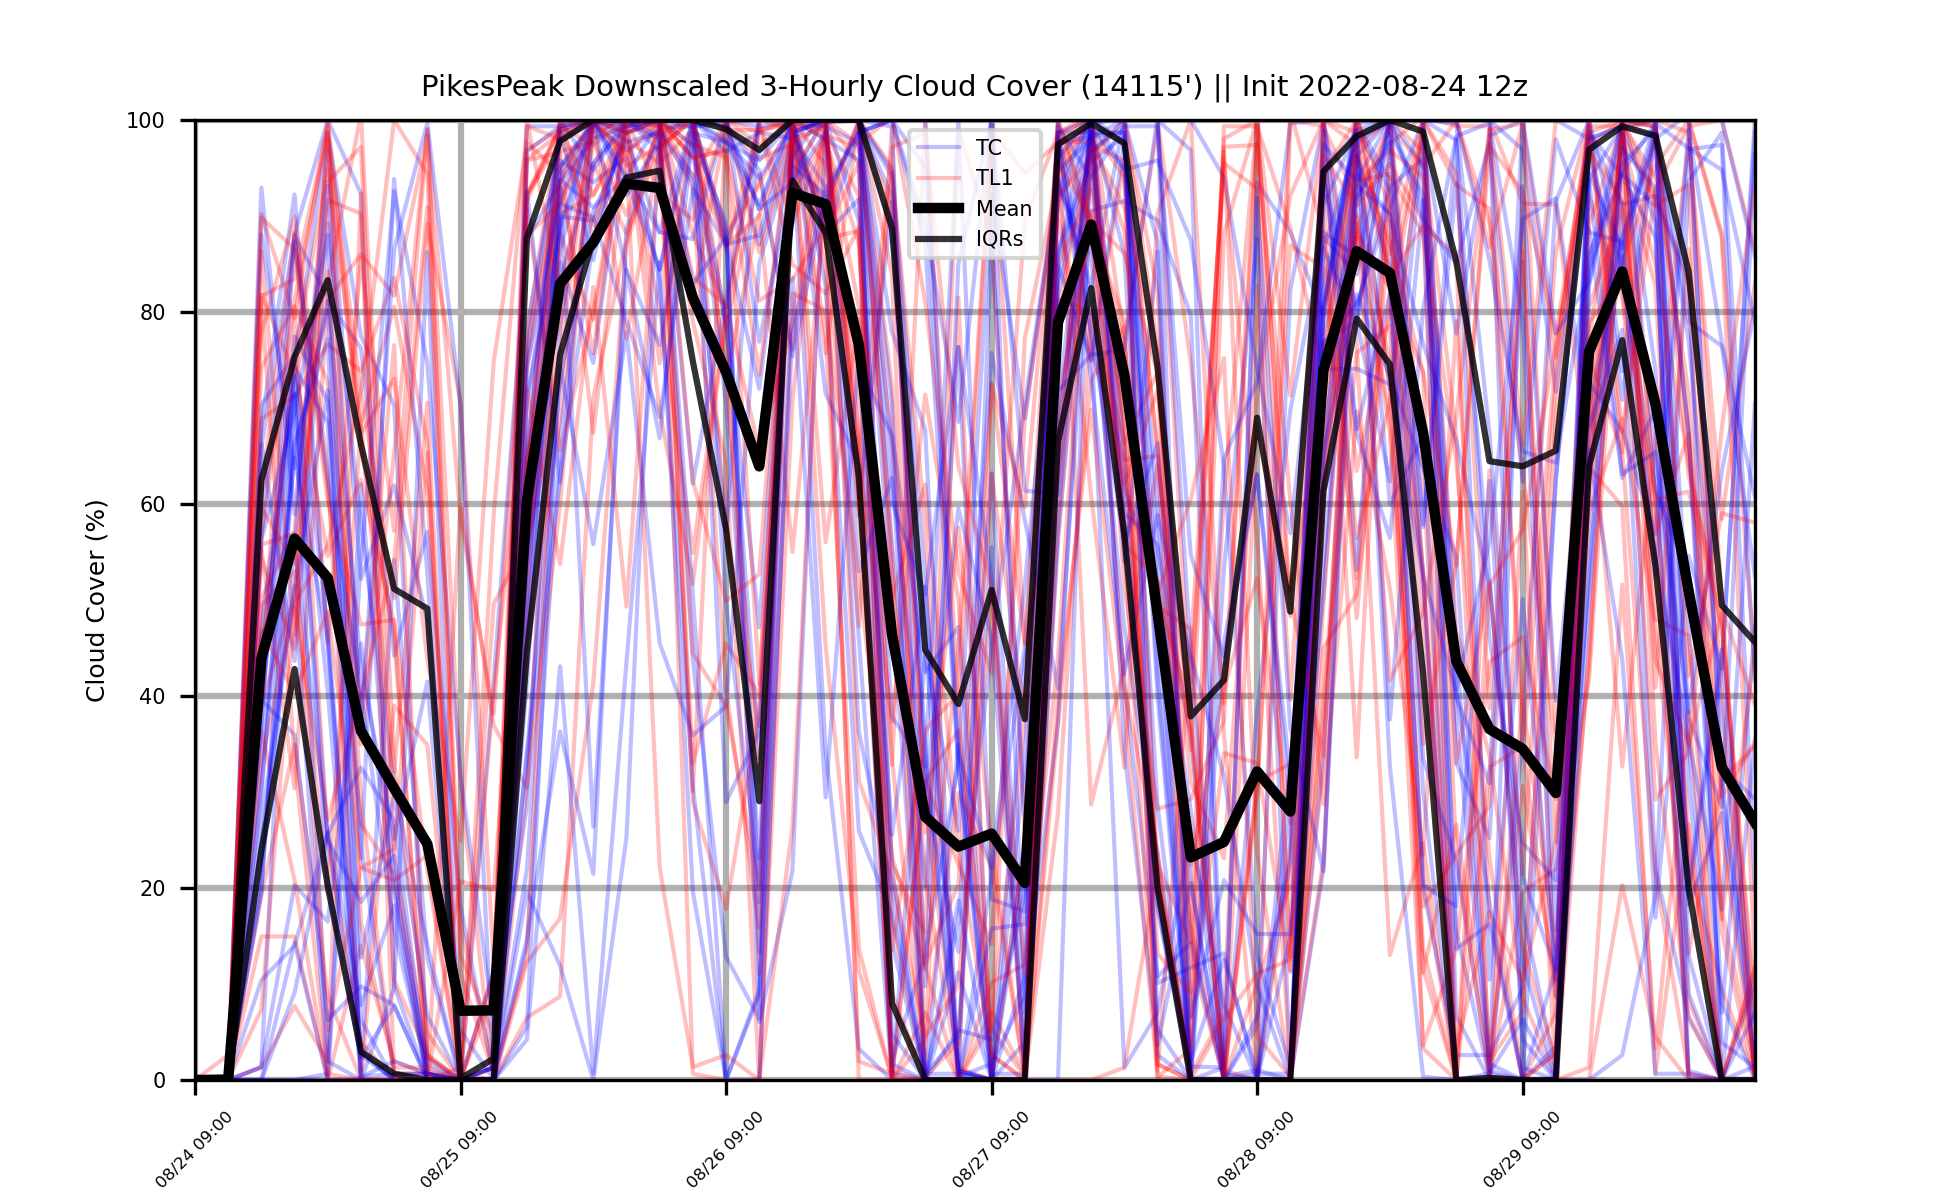 PikesPeak Downscaled 3-Hourly Cloud Cover (14115') || Init 2022-08-24 12z
Cloud Cover (%)
100
80
60
40
20
0
TC
TL1
Mean
IQRs
08/24 09:00
08/25 09:00
08/26 09:00
08/27 09:00
08/28 09:00
08/29 09:00